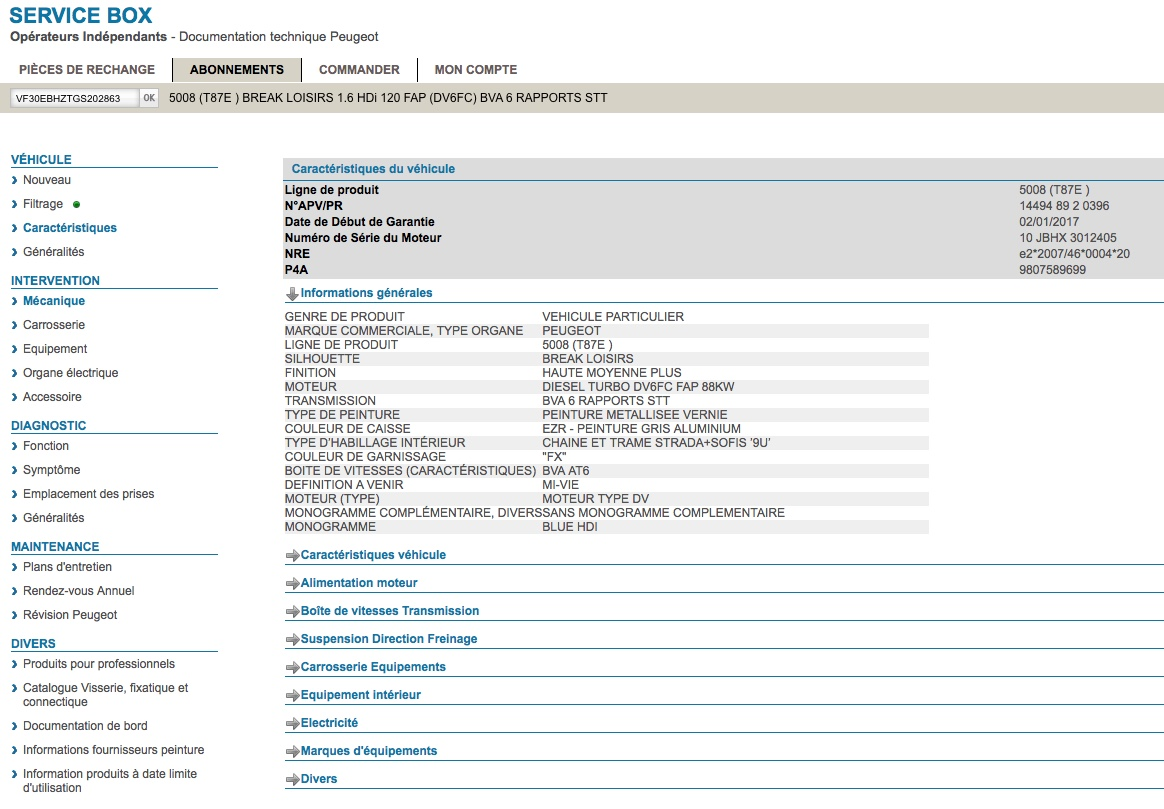 SERVICE BOX
Opérateurs Indépendants - Documentation technique Peugeot
PIÈCES DE RECHANGE ABONNEMENTS COMMANDER MON COMPTE
VF30EBHZTGS202863 OK 5008 (T87E ) BREAK LOISIRS 1.6 HDi 120 FAP (DV6FC) BVA 6 RAPPORTS STT
VÉHICULE
Nouveau
Filtrage
Caractéristiques
Généralités
INTERVENTION
Mécanique
Carrosserie
Equipement
Organe électrique
Accessoire
DIAGNOSTIC
Fonction
Symptôme
Emplacement des prises
Généralités
MAINTENANCE
Plans d'entretien
Rendez-vous Annuel
Révision Peugeot
DIVERS
Produits pour professionnels
Catalogue Visserie, fixatique et
connectique
Documentation de bord
Informations fournisseurs peinture
Information produits à date limite
d'utilisation
Caractéristiques du véhicule
Ligne de produit 5008 (T87E )
N°APV/PR 14494 89 2 0396
Date de Début de Garantie 02/01/2017
Numéro de Série du Moteur 10 JBHX 3012405
NRE e2*2007/46*0004*20
P4A 9807589699
Informations générales
GENRE DE PRODUIT VEHICULE PARTICULIER
MARQUE COMMERCIALE, TYPE ORGANE PEUGEOT
LIGNE DE PRODUIT 5008 (T87E )
SILHOUETTE BREAK LOISIRS
FINITION HAUTE MOYENNE PLUS
MOTEUR DIESEL TURBO DV6FC FAP 88KW
TRANSMISSION BVA 6 RAPPORTS STT
TYPE DE PEINTURE PEINTURE METALLISEE VERNIE
COULEUR DE CAISSE EZR - PEINTURE GRIS ALUMINIUM
TYPE D'HABILLAGE INTÉRIEUR CHAINE ET TRAME STRADA+SOFIS '9U'
COULEUR DE GARNISSAGE "FX"
BOITE DE VITESSES (CARACTÉRISTIQUES) BVA AT6
DEFINITION A VENIR MI-VIE
MOTEUR (TYPE) MOTEUR TYPE DV
MONOGRAMME COMPLÉMENTAIRE, DIVERSSANS MONOGRAMME COMPLEMENTAIRE
MONOGRAMME BLUE HDI
Caractéristiques véhicule
Alimentation moteur
Boîte de vitesses Transmission
Suspension Direction Freinage
Carrosserie Equipements
Equipement intérieur
Electricité
Marques d'équipements
Divers